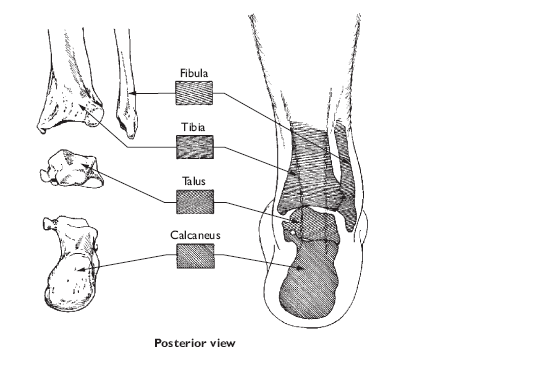 Fibula
Tibia
Talus
Calcaneus
Posterior view